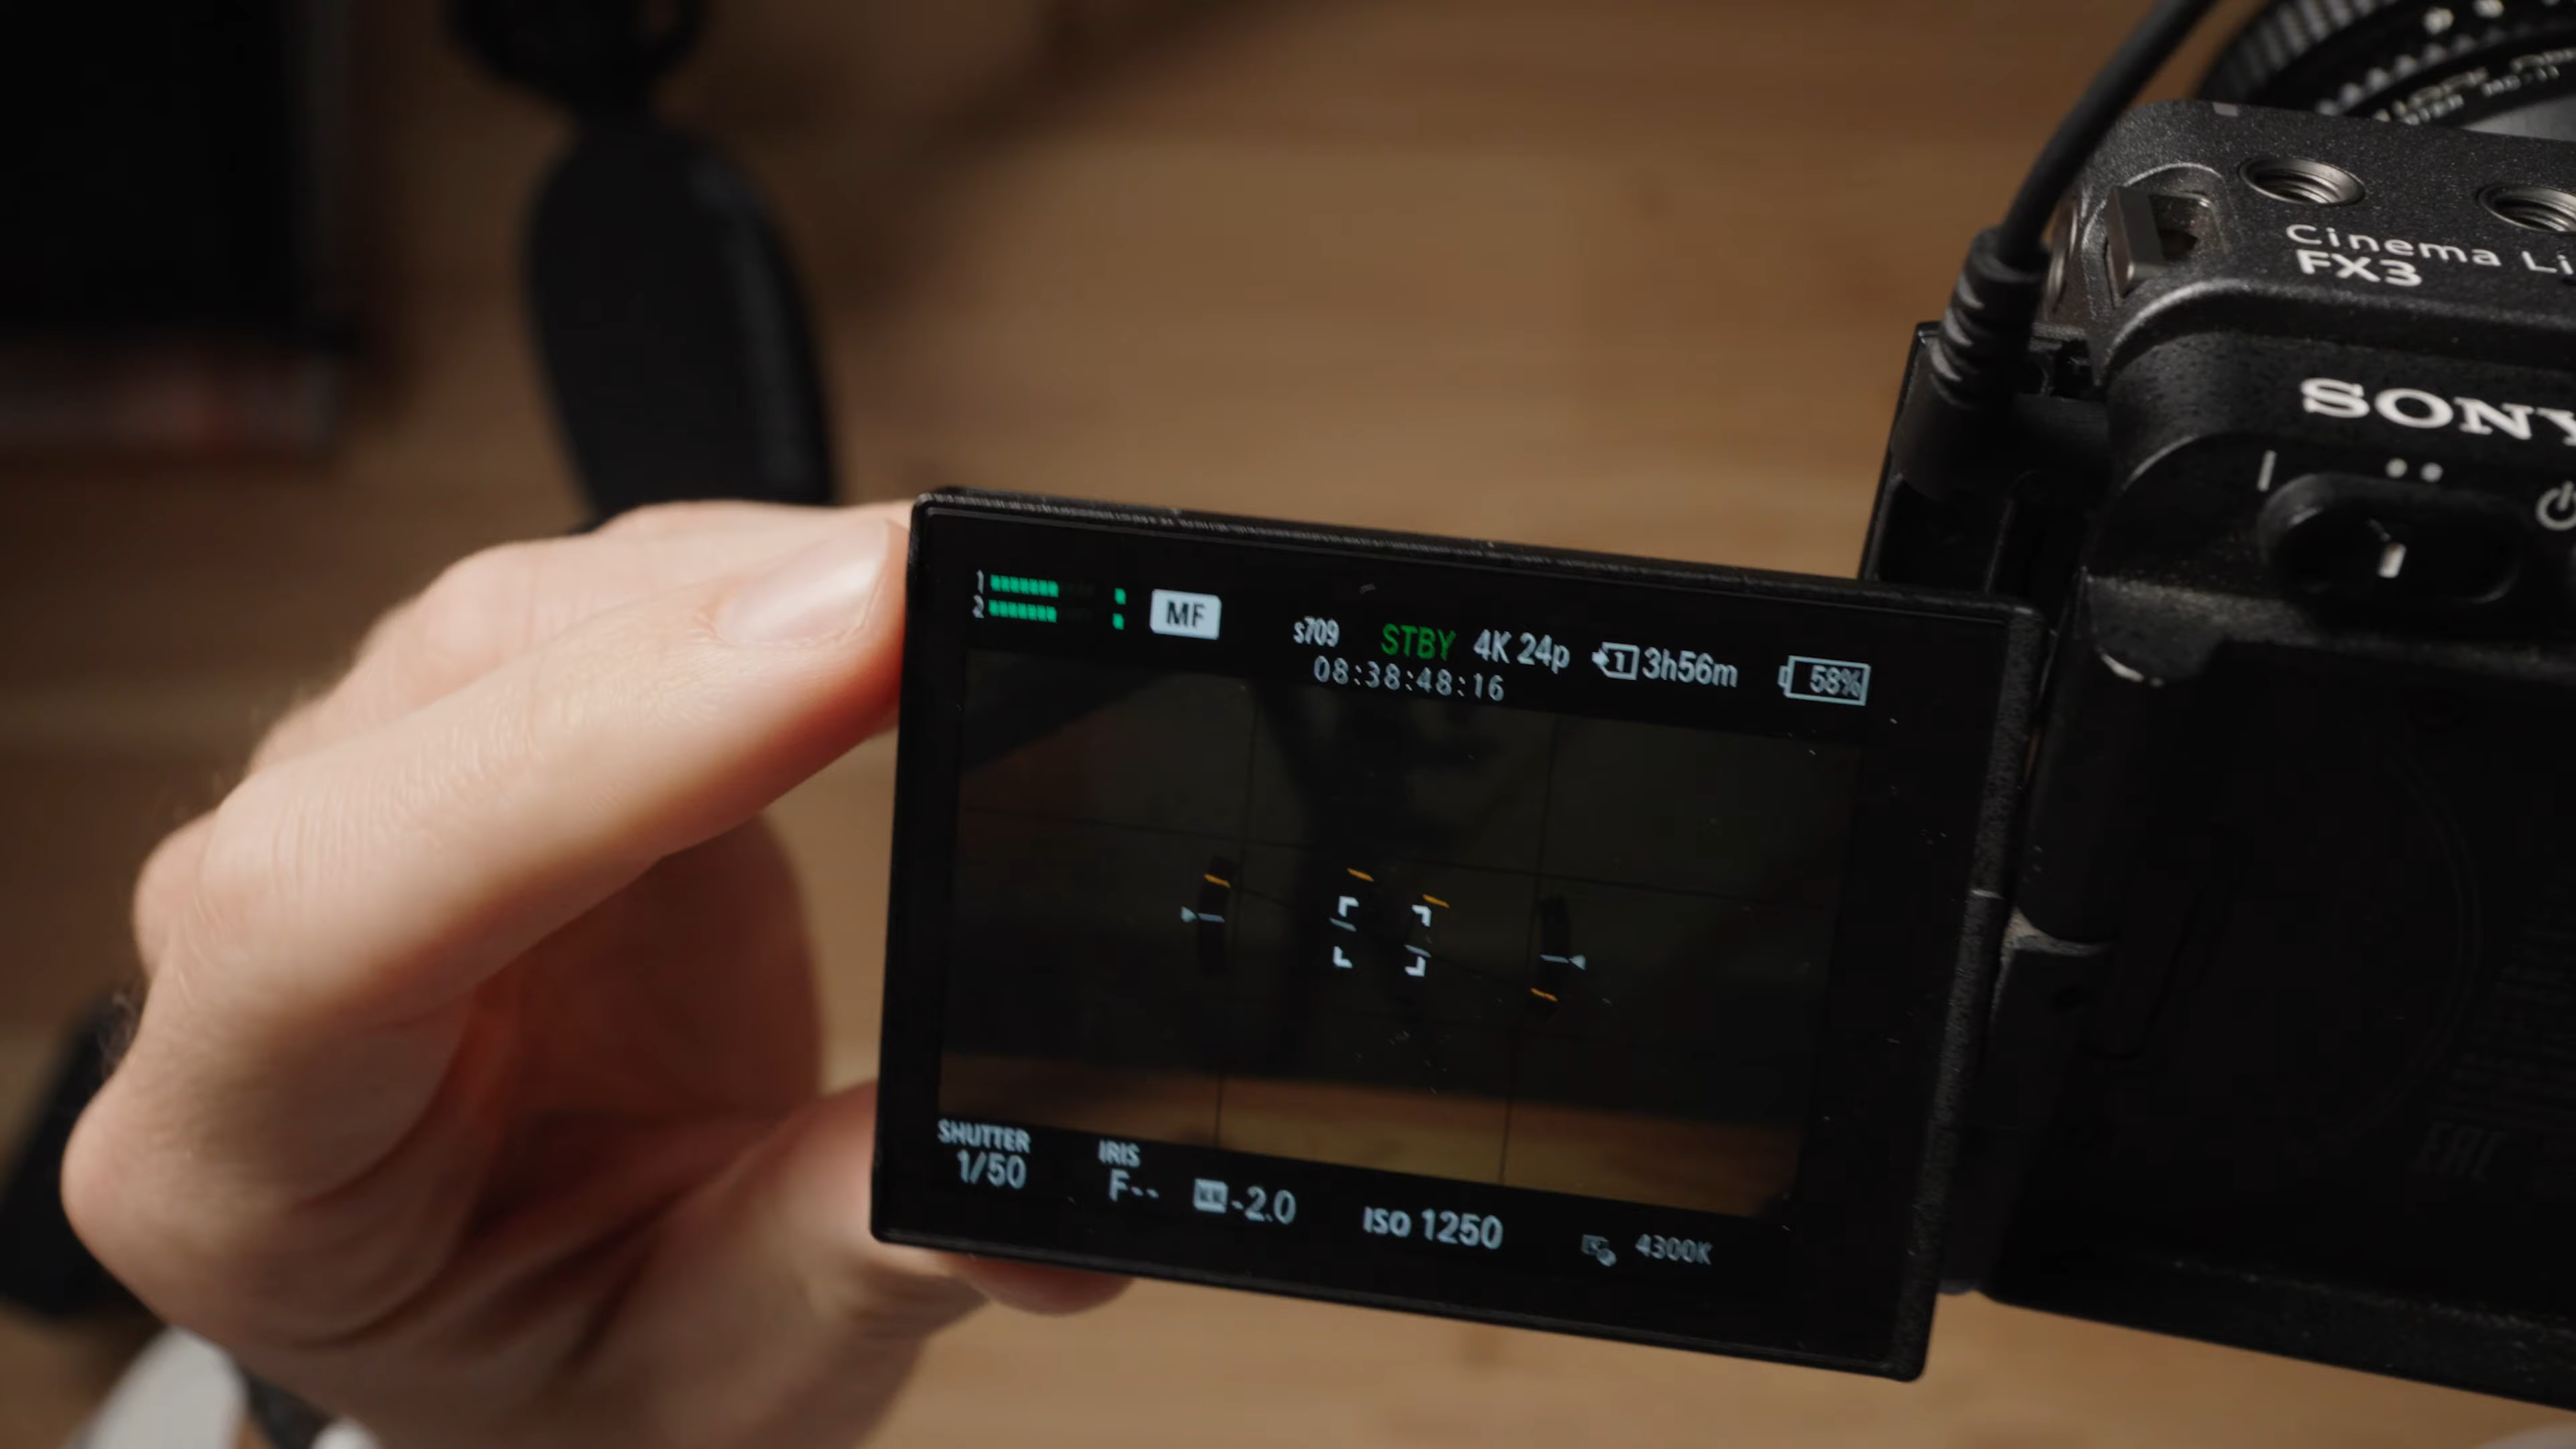 Cinema Li
FX3
SONY
1
2
MF
s709 STBY 4K 24p 1 3h56m 58%
08:38:48:16
SHUTTER
1/50
IRIS
F--
-2.0
ISO 1250
4300K